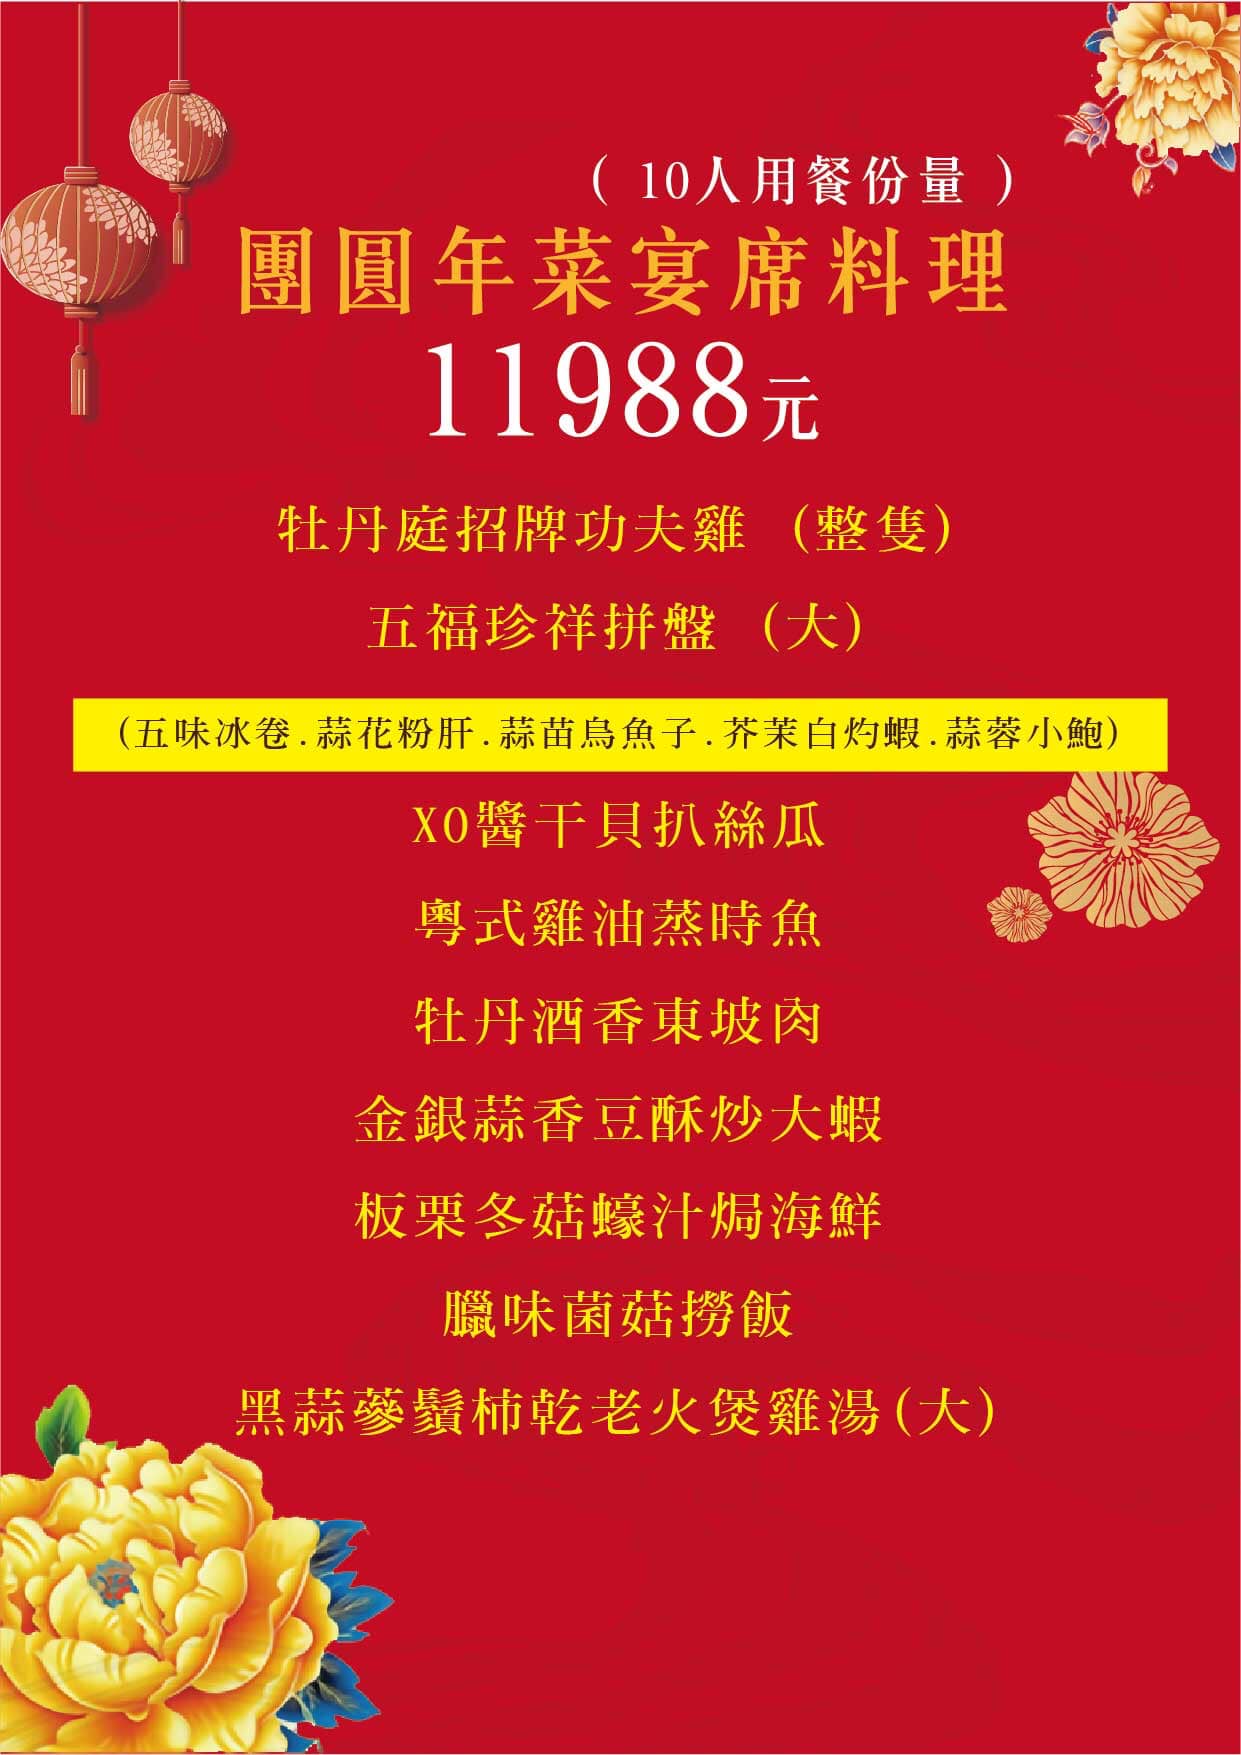 ( 10人用餐份量 )
團圓年菜宴席料理
11988元
牡丹庭招牌功夫雞 (整隻)
五福珍祥拼盤 (大)
(五味冰卷.蒜花粉肝.蒜苗烏魚子.芥茉白灼蝦.蒜蓉小鮑)
XO醬干貝扒絲瓜
粵式雞油蒸時魚
牡丹酒香東坡肉
金銀蒜香豆酥炒大蝦
板栗冬菇蠔汁焗海鮮
臘味菌菇撈飯
黑蒜蔘鬚柿乾老火煲雞湯(大)